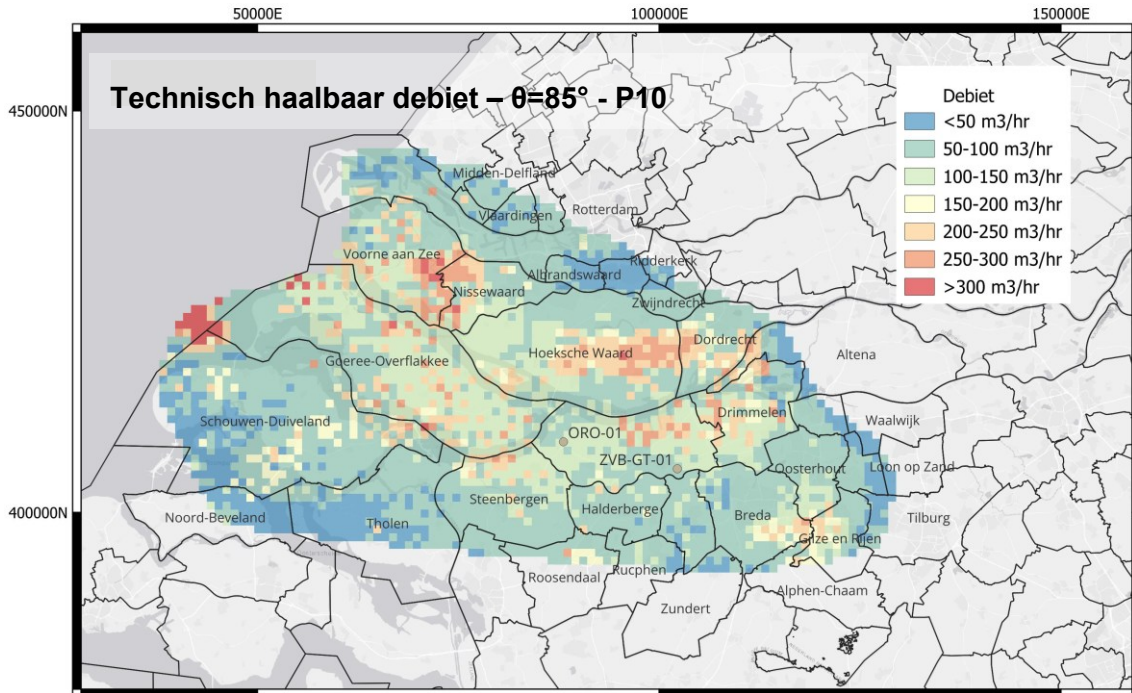 50000E
100000E
150000E
450000N
400000N
Technisch haalbaar debiet – θ=85° - P10
Debiet
<50 m3/hr
50-100 m3/hr
100-150 m3/hr
150-200 m3/hr
200-250 m3/hr
250-300 m3/hr
>300 m3/hr
Midden-Delfland
Vlaardingen
Rotterdam
Voorne aan Zee
Ridderkerk
Albrandswaard
Nissewaard
Zwijndrecht
Dordrecht
Hoeksche Waard
Altena
Goeree-Overflakkee
Drimmelen
Waalwijk
Schouwen-Duiveland
ORO-01
ZVB-GT-01
Oosterhout
Loon op Zand
Steenbergen
Halderberge
Breda
Noord-Beveland
Tholen
Tilburg
Gilze en Rijen
Roosendaal
Rucphen
Alphen-Chaam
Zundert